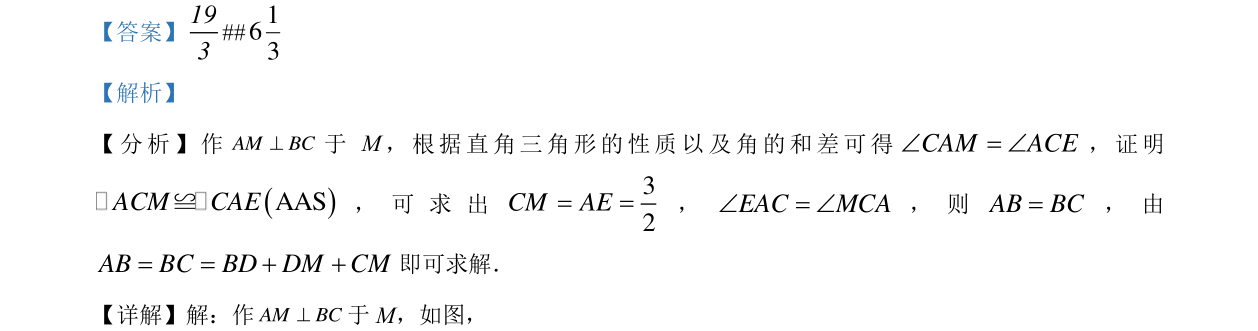 【答案】19/3##6 1/3
【解析】
【分析】作 AM⊥BC 于 M，根据直角三角形的性质以及角的和差可得∠CAM=∠ACE，证明
□ACM≌□CAE(AAS)，可求出 CM=AE=3/2，∠EAC=∠MCA，则 AB=BC，由
AB=BC=BD+DM+CM 即可求解．
【详解】解：作 AM⊥BC 于 M，如图，